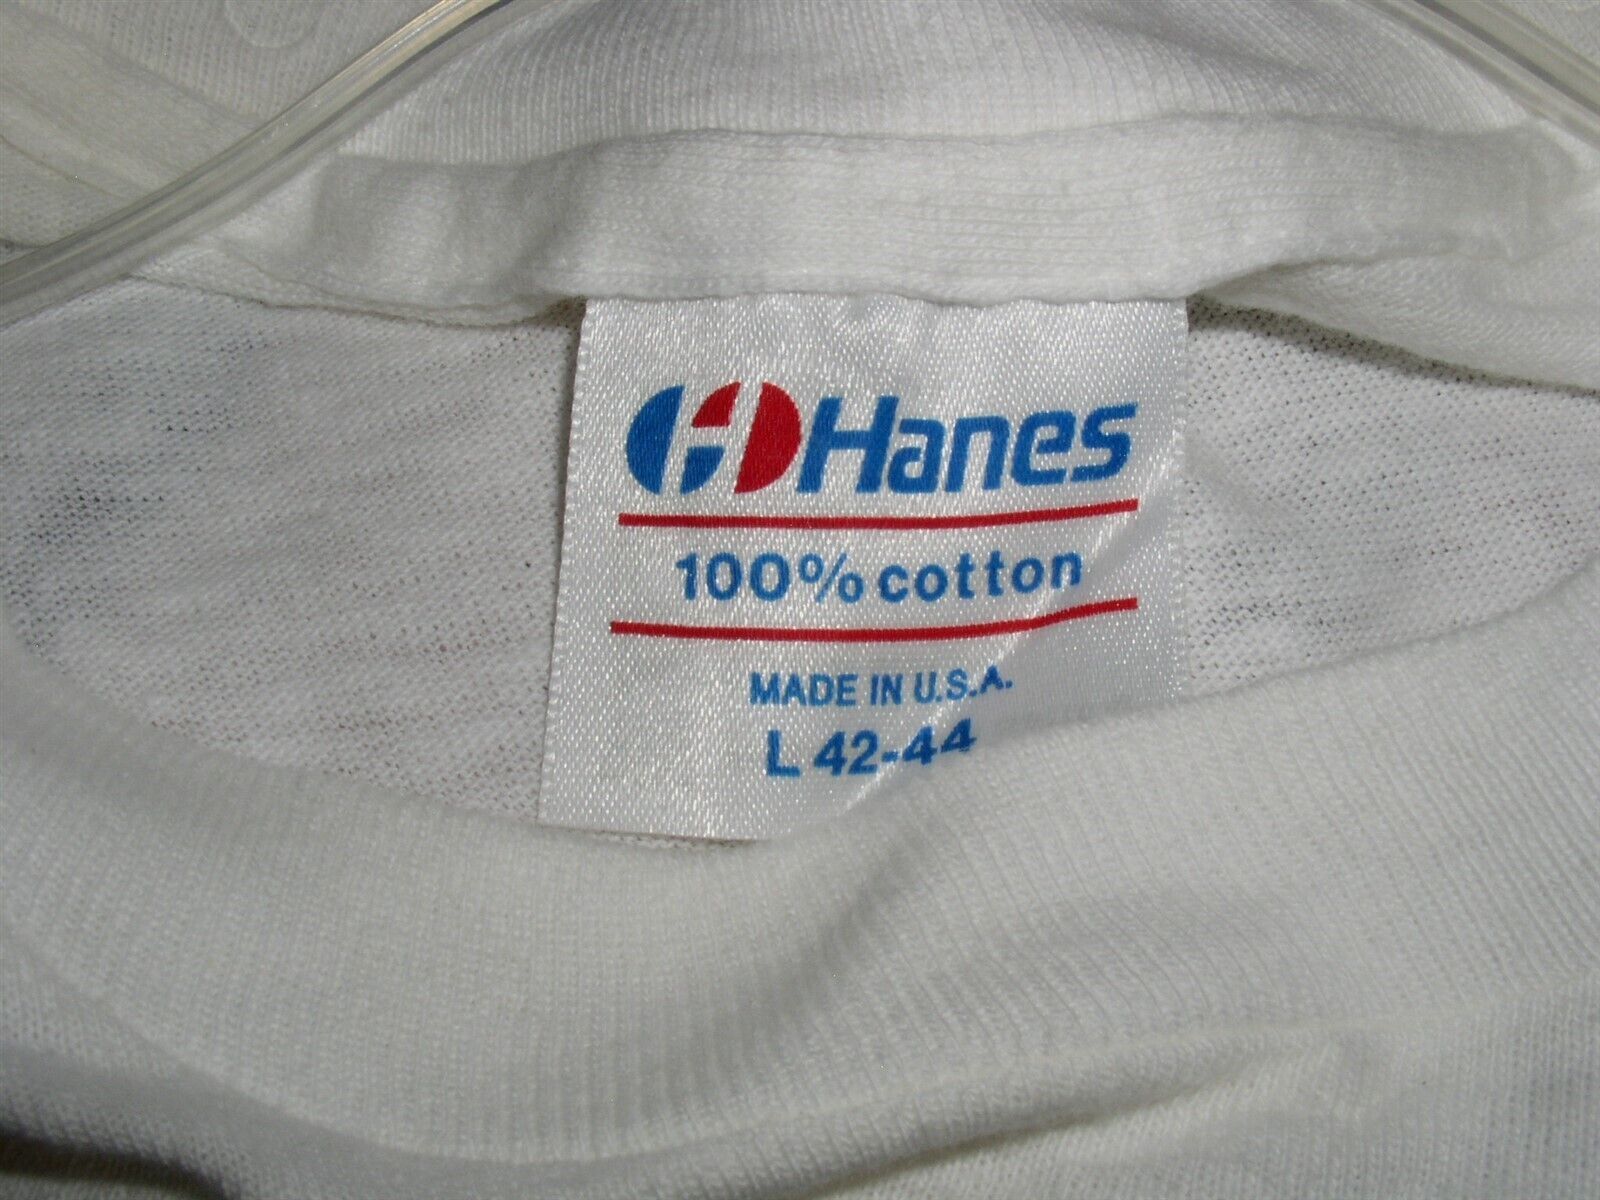 Hanes
100% cotton
MADE IN U.S.A.
L 42-44